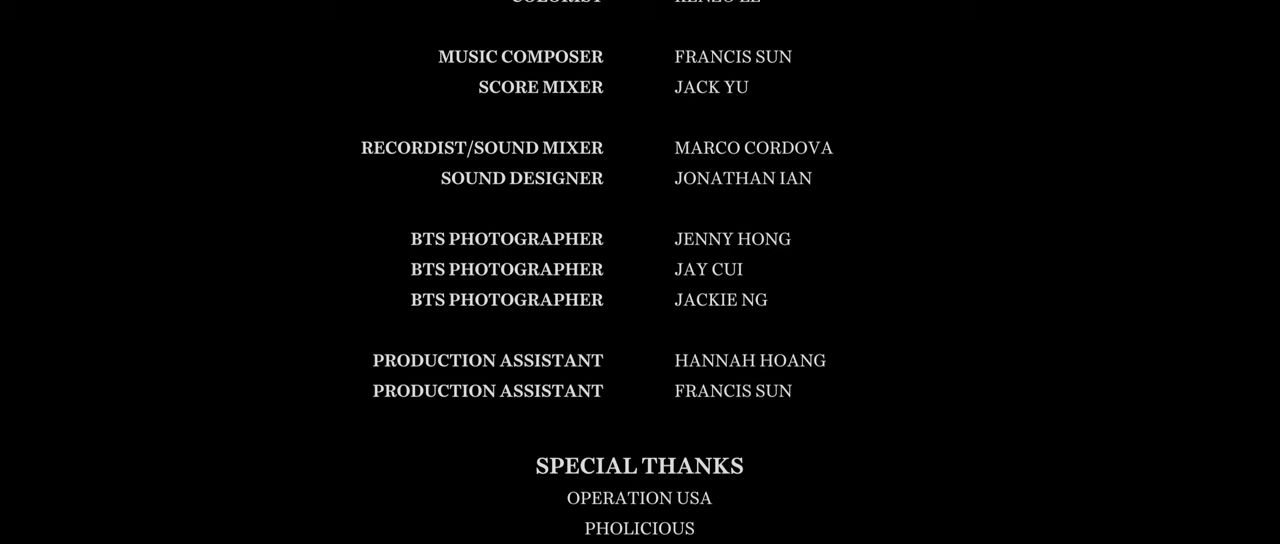 MUSIC COMPOSER FRANCIS SUN
SCORE MIXER JACK YU
RECORDIST/SOUND MIXER MARCO CORDOVA
SOUND DESIGNER JONATHAN IAN
BTS PHOTOGRAPHER JENNY HONG
BTS PHOTOGRAPHER JAY CUI
BTS PHOTOGRAPHER JACKIE NG
PRODUCTION ASSISTANT HANNAH HOANG
PRODUCTION ASSISTANT FRANCIS SUN
SPECIAL THANKS
OPERATION USA
PHOLICIOUS